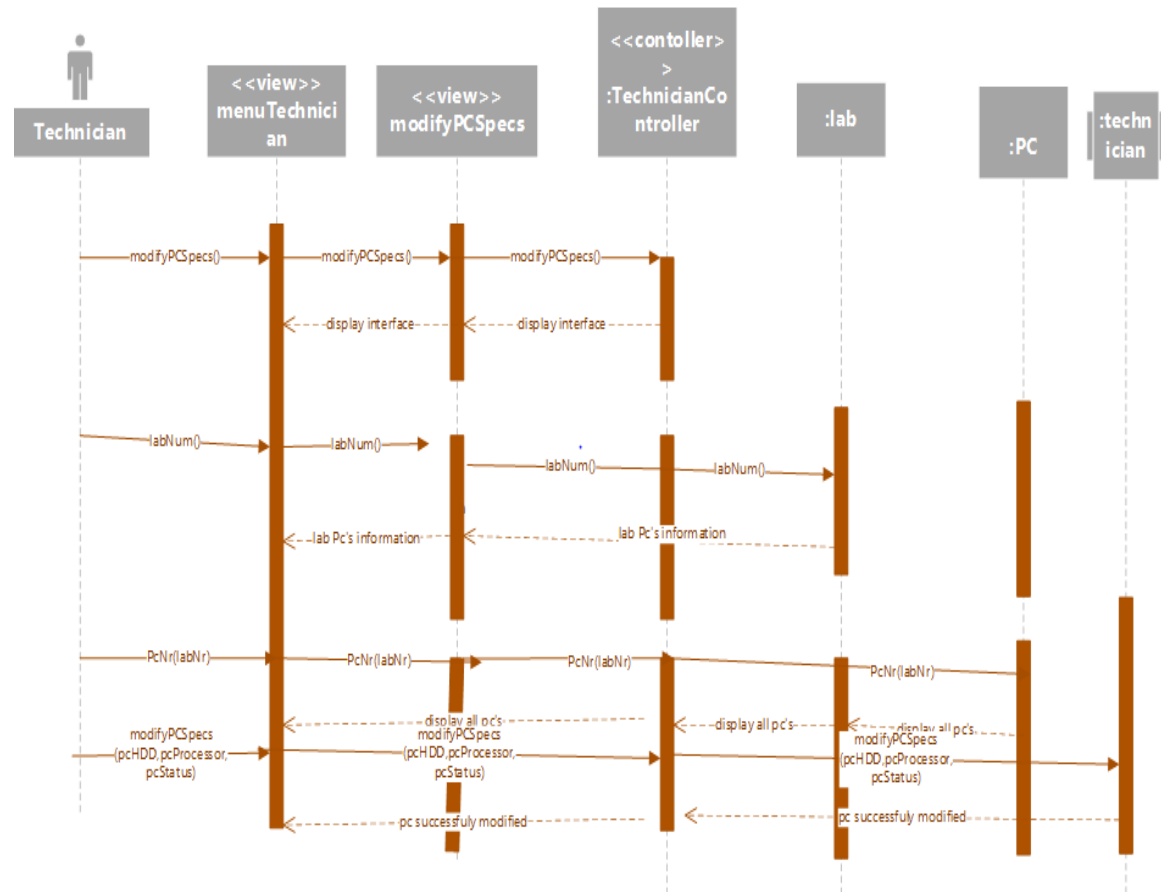 Technician
<<view>>
menuTechnici
an
<<view>>
modifyPCSpecs
<<contoller>
>
:TechnicianCo
ntroller
:lab
:PC
:techn
ician
modifyPCSpecs()
modifyPCSpecs()
modifyPCSpecs()
display interface
display interface
labNum()
labNum()
labNum()
labNum()
lab Pc's information
lab Pc's information
PcNr(labNr)
PcNr(labNr)
PcNr(labNr)
PcNr(labNr)
display all pc's
display all pc's
display all pc's
modifyPCSpecs
(pcHDD,pcProcessor,
pcStatus)
modifyPCSpecs
(pcHDD,pcProcessor,
pcStatus)
modifyPCSpecs
(pcHDD,pcProcessor,
pcStatus)
pc successfuly modified
pc successfuly modified